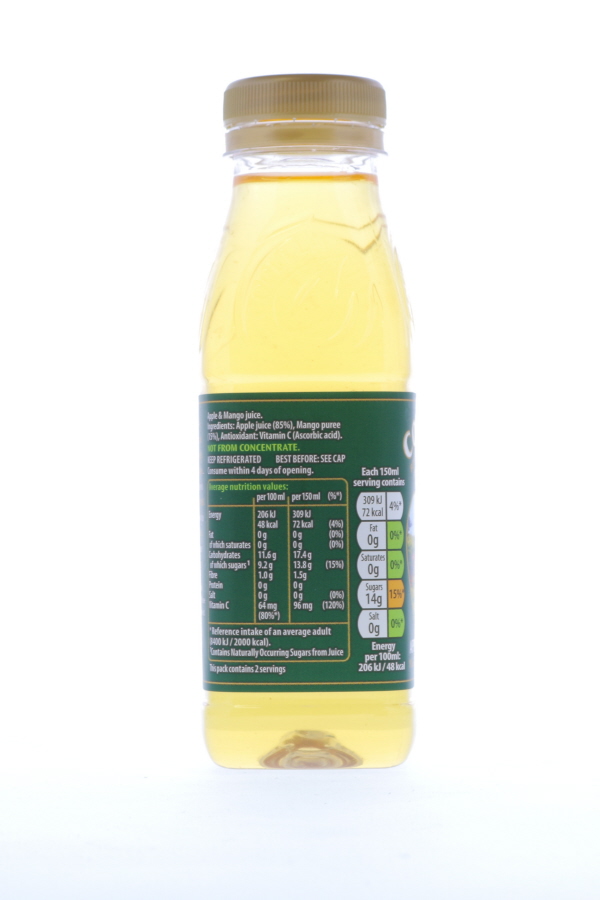 Apple & Mango juice.
Ingredients: Apple juice (85%), Mango puree
(15%), Antioxidant: Vitamin C (Ascorbic acid).
NOT FROM CONCENTRATE.
KEEP REFRIGERATED BEST BEFORE: SEE CAP
Consume within 4 days of opening.
Average nutrition values:
per 100 ml per 150 ml (%*)
Energy 206 kJ 309 kJ
48 kcal 72 kcal (4%)
Fat 0 g 0 g (0%)
of which saturates 0 g 0 g (0%)
Carbohydrates 11.6 g 17.4 g
of which sugars¹ 9.2 g 13.8 g (15%)
Fibre 1.0 g 1.5g
Protein 0 g 0 g
Salt 0 g 0 g (0%)
Vitamin C 64 mg 96 mg (120%)
(80%*)
* Reference intake of an average adult
(8400 kJ / 2000 kcal).
¹Contains Naturally Occurring Sugars from Juice
This pack contains 2 servings
Each 150ml
serving contains
309 kJ
72 kcal 4%*
Fat
0g 0%*
Saturates
0g 0%*
Sugars
14g 15%*
Salt
0g 0%*
Energy
per 100ml:
206 kJ / 48 kcal